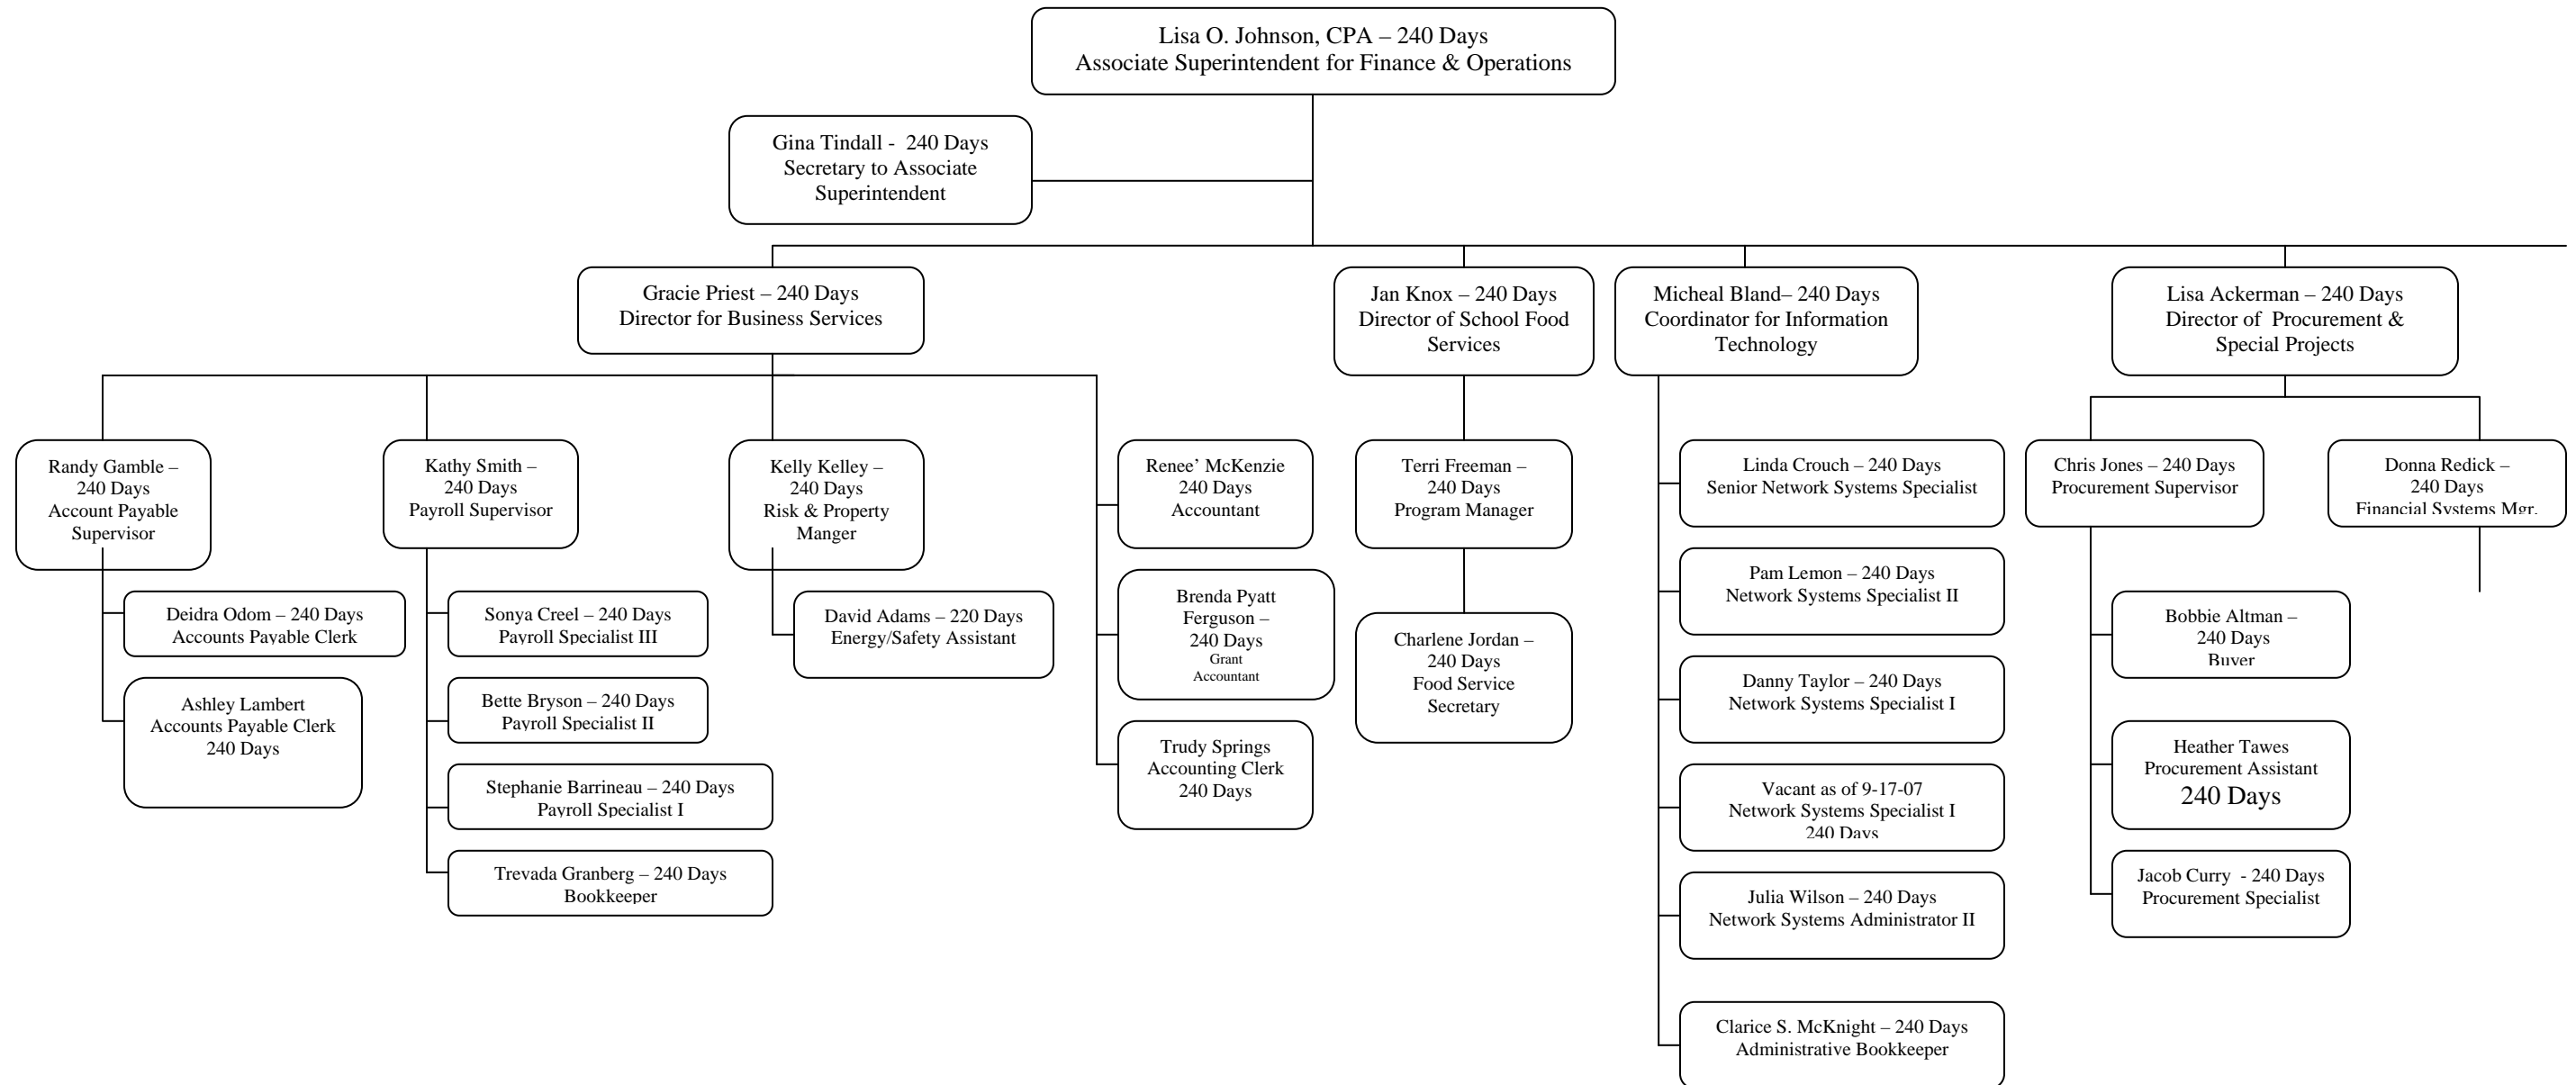 Lisa O. Johnson, CPA – 240 Days
Associate Superintendent for Finance & Operations
Gina Tindall -  240 Days
Secretary to Associate
Superintendent
Gracie Priest – 240 Days
Director for Business Services
Jan Knox – 240 Days
Director of School Food
Services
Micheal Bland– 240 Days
Coordinator for Information
Technology
Lisa Ackerman – 240 Days
Director of  Procurement &
Special Projects
Randy Gamble –
240 Days
Account Payable
Supervisor
Deidra Odom – 240 Days
Accounts Payable Clerk
Ashley Lambert
Accounts Payable Clerk
240 Days
Kathy Smith –
240 Days
Payroll Supervisor
Sonya Creel – 240 Days
Payroll Specialist III
Bette Bryson – 240 Days
Payroll Specialist II
Stephanie Barrineau – 240 Days
Payroll Specialist I
Trevada Granberg – 240 Days
Bookkeeper
Kelly Kelley –
240 Days
Risk & Property
Manger
David Adams – 220 Days
Energy/Safety Assistant
Renee’ McKenzie
240 Days
Accountant
Brenda Pyatt
Ferguson –
240 Days
Grant
Accountant
Trudy Springs
Accounting Clerk
240 Days
Terri Freeman –
240 Days
Program Manager
Charlene Jordan –
240 Days
Food Service
Secretary
Linda Crouch – 240 Days
Senior Network Systems Specialist
Pam Lemon – 240 Days
Network Systems Specialist II
Danny Taylor – 240 Days
Network Systems Specialist I
Vacant as of 9-17-07
Network Systems Specialist I
240 Days
Julia Wilson – 240 Days
Network Systems Administrator II
Clarice S. McKnight – 240 Days
Administrative Bookkeeper
Chris Jones – 240 Days
Procurement Supervisor
Bobbie Altman –
240 Days
Buyer
Heather Tawes
Procurement Assistant
240 Days
Jacob Curry  - 240 Days
Procurement Specialist
Donna Redick –
240 Days
Financial Systems Mgr.